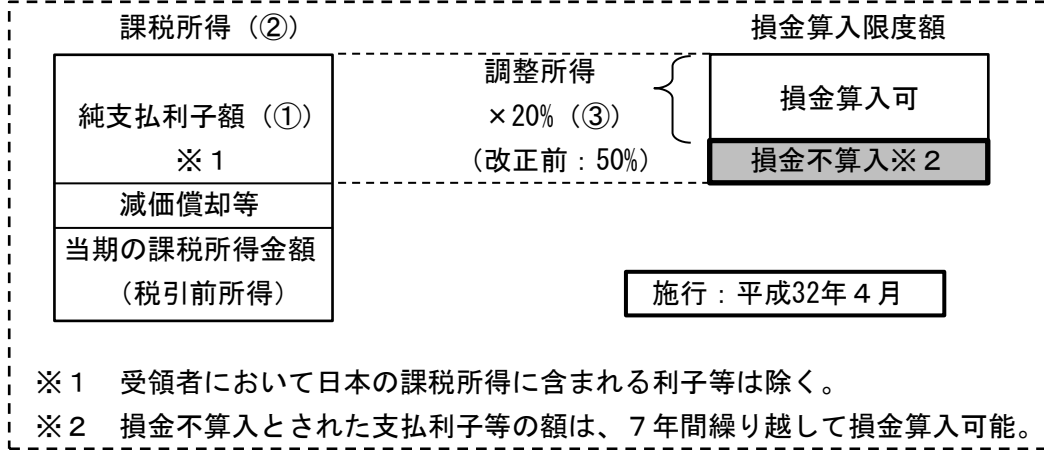 課税所得（②）
損金算入限度額
純支払利子額（①）
※１
減価償却等
当期の課税所得金額
（税引前所得）
調整所得
×20%（③）
（改正前：50%）
損金算入可
損金不算入※２
施行：平成32年４月
※１　受領者において日本の課税所得に含まれる利子等は除く。
※２　損金不算入とされた支払利子等の額は、７年間繰り越して損金算入可能。